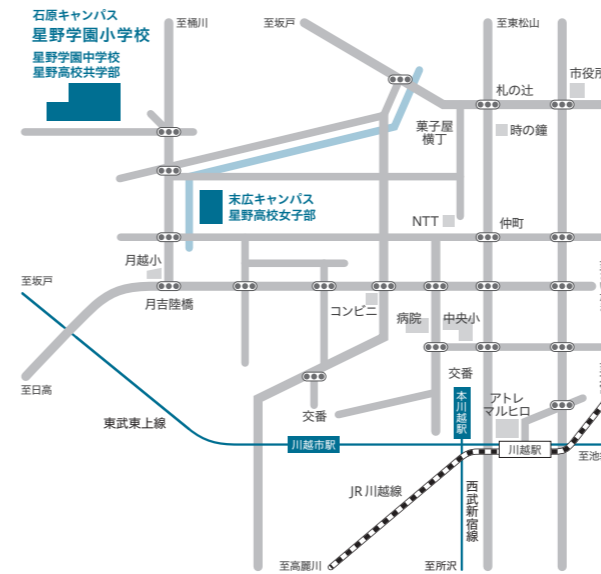 石原キャンパス
星野学園小学校
星野学園中学校
星野高校共学部
至桶川
至坂戸
至東松山
市役所
札の辻
時の鐘
菓子屋
横丁
末広キャンパス
星野高校女子部
NTT
仲町
月越小
至坂戸
月吉陸橋
コンビニ
病院
中央小
至日高
交番
交番
本川越駅
アトレ
マルヒロ
東武東上線
川越市駅
川越駅
至池
JR川越線
西武新宿線
至高麗川
至所沢